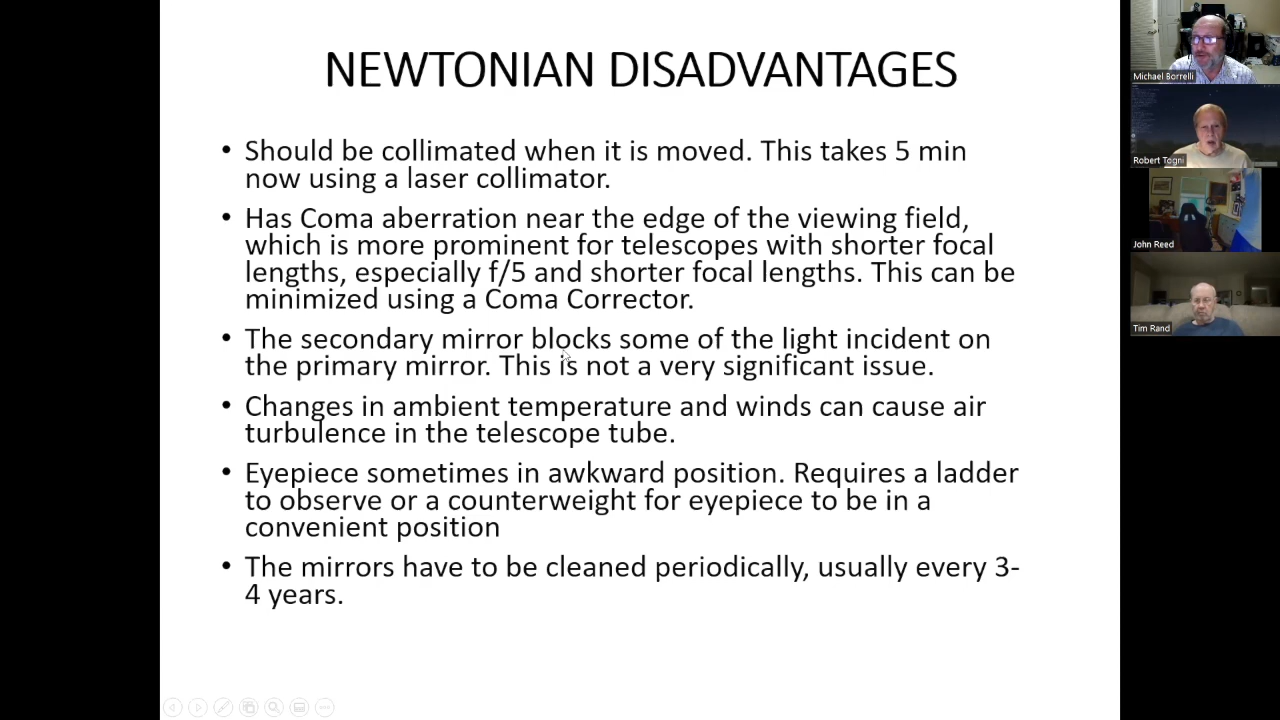 NEWTONIAN DISADVANTAGES
• Should be collimated when it is moved. This takes 5 min
now using a laser collimator.
• Has Coma aberration near the edge of the viewing field,
which is more prominent for telescopes with shorter focal
lengths, especially f/5 and shorter focal lengths. This can be
minimized using a Coma Corrector.
• The secondary mirror blocks some of the light incident on
the primary mirror. This is not a very significant issue.
• Changes in ambient temperature and winds can cause air
turbulence in the telescope tube.
• Eyepiece sometimes in awkward position. Requires a ladder
to observe or a counterweight for eyepiece to be in a
convenient position
• The mirrors have to be cleaned periodically, usually every 3-
4 years.
Michael Borrelli
Robert Togni
John Reed
Tim Rand